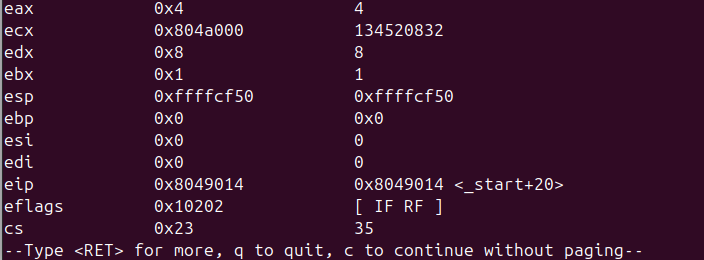 eax 0x4 4
ecx 0x804a000 134520832
edx 0x8 8
ebx 0x1 1
esp 0xffffcf50 0xffffcf50
ebp 0x0 0x0
esi 0x0 0
edi 0x0 0
eip 0x8049014 0x8049014 <_start+20>
eflags 0x10202 [ IF RF ]
cs 0x23 35
--Type <RET> for more, q to quit, c to continue without paging--